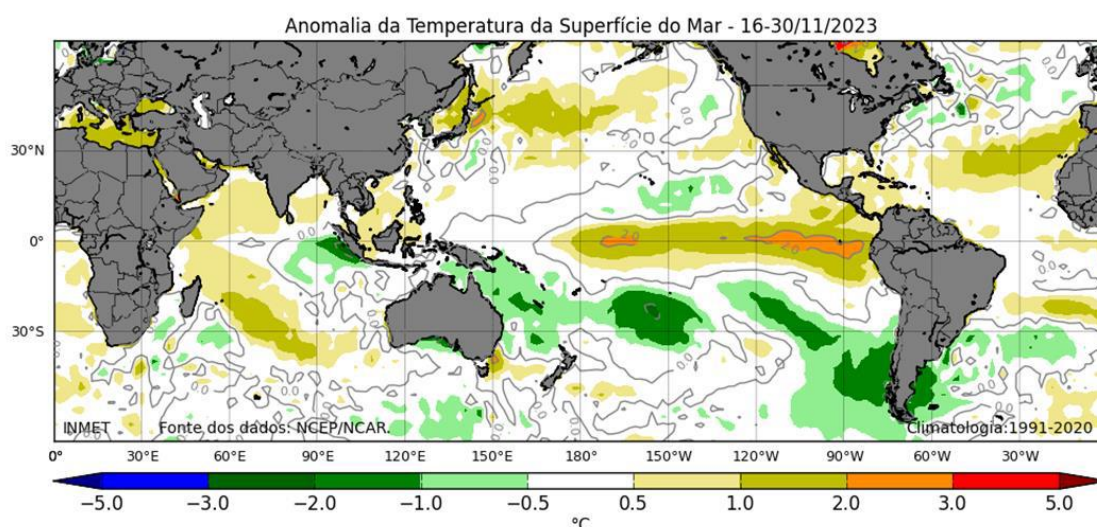 Anomalia da Temperatura da Superfície do Mar - 16-30/11/2023
30°N
0°
30°S
INMET Fonte dos dados: NCEP/NCAR. Climatologia:1991-2020
0° 30°E 60°E 90°E 120°E 150°E 180° 150°W 120°W 90°W 60°W 30°W
−5.0 −3.0 −2.0 −1.0 −0.5 0.5 1.0 2.0 3.0 5.0
°C